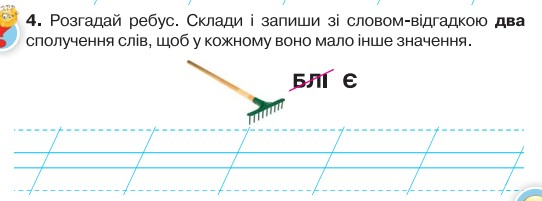 4. Розгадай ребус. Склади і запиши зі словом-відгадкою два
сполучення слів, щоб у кожному воно мало інше значення.
БЛІ Є